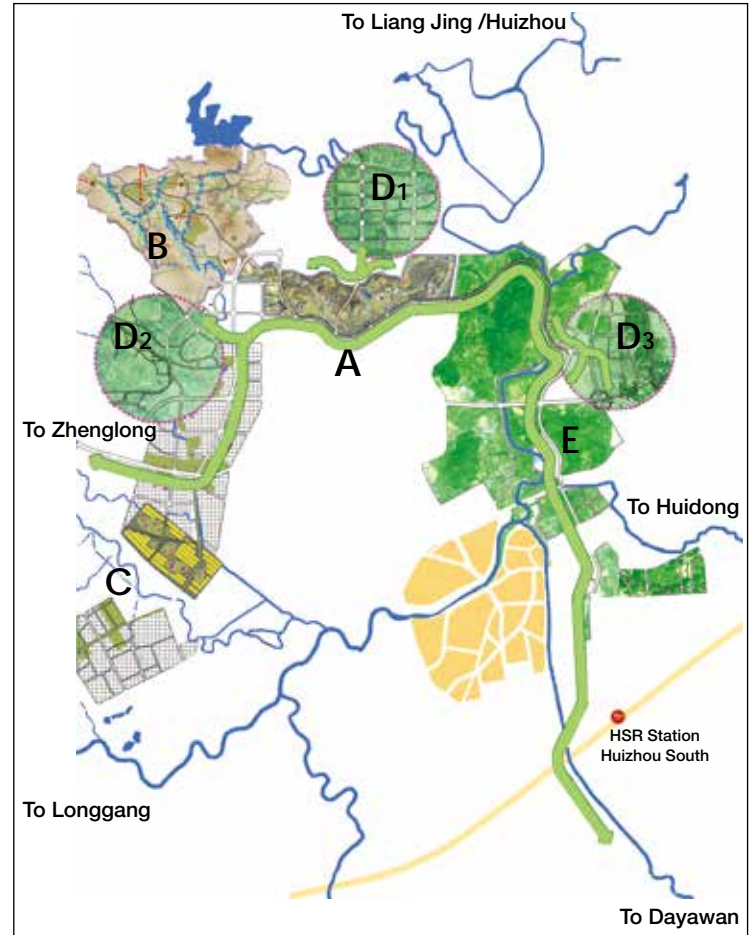 To Liang Jing /Huizhou
D1
B
D2
D3
A
To Zhenglong
E
To Huidong
C
HSR Station
Huizhou South
To Longgang
To Dayawan